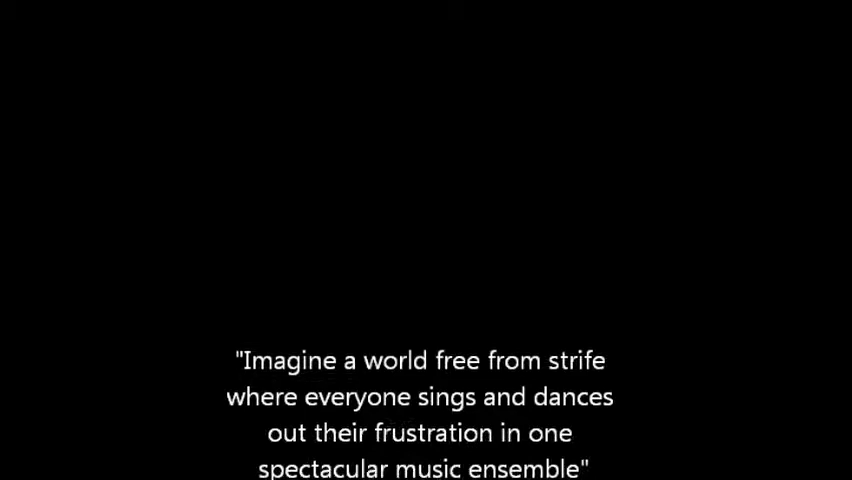 "Imagine a world free from strife
where everyone sings and dances
out their frustration in one
spectacular music ensemble"